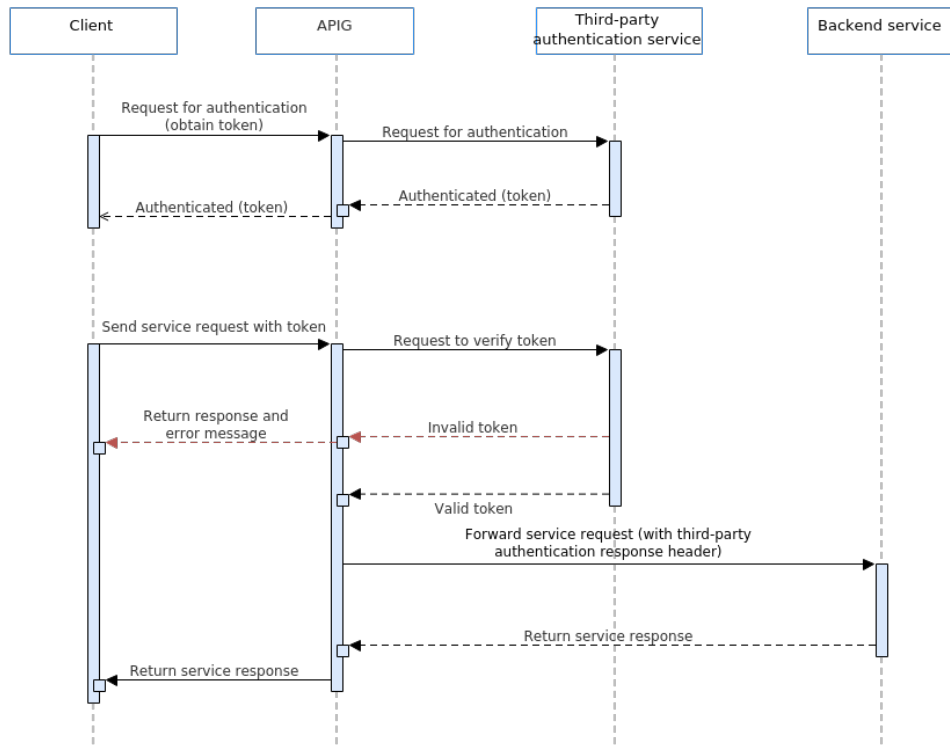 Client
APIG
Third-party
authentication service
Backend service
Request for authentication
(obtain token)
Request for authentication
Authenticated (token)
Authenticated (token)
Send service request with token
Request to verify token
Return response and
error message
Invalid token
Valid token
Forward service request (with third-party
authentication response header)
Return service response
Return service response